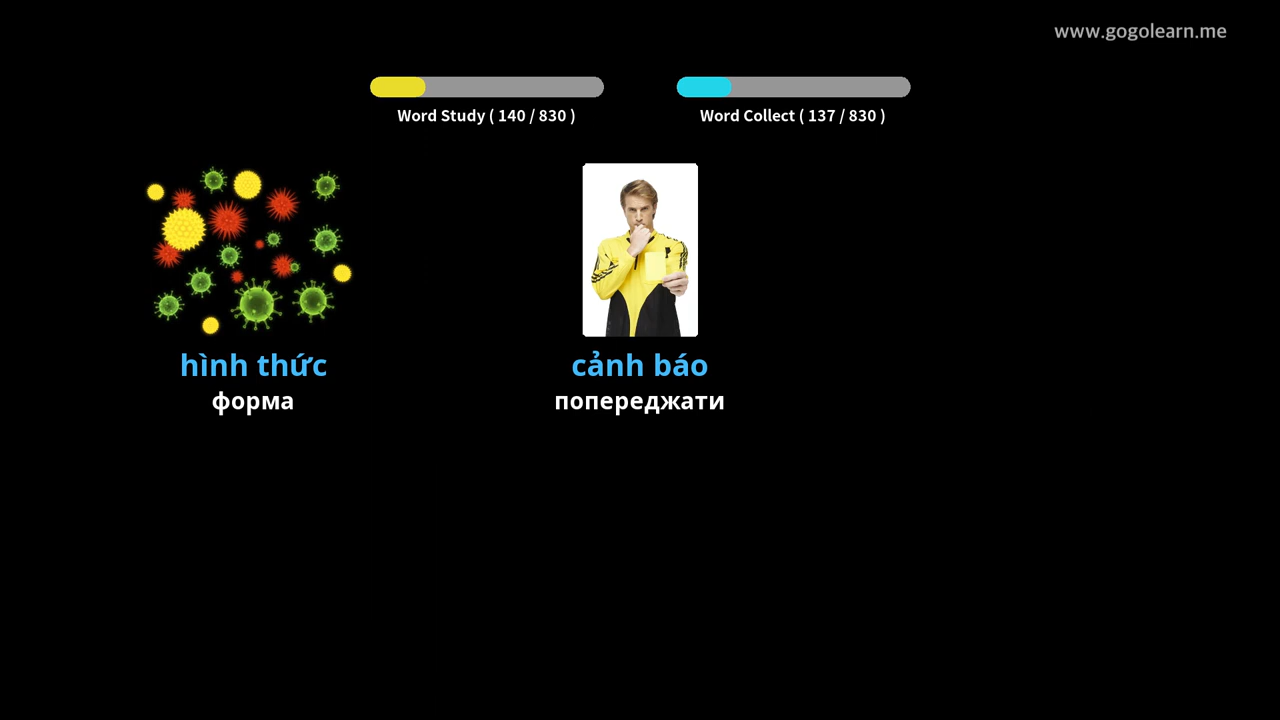 www.gogolearn.me
Word Study ( 140 / 830 )
Word Collect ( 137 / 830 )
hình thức
форма
cảnh báo
попереджати